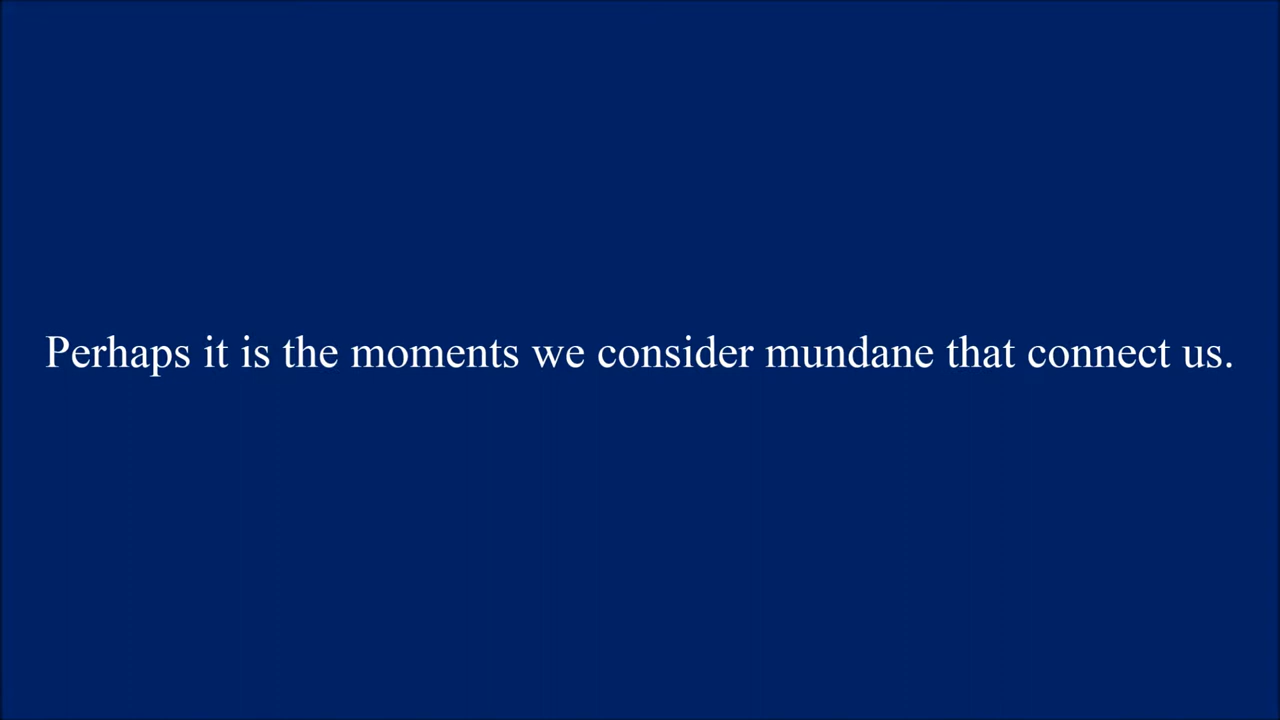 Perhaps it is the moments we consider mundane that connect us.